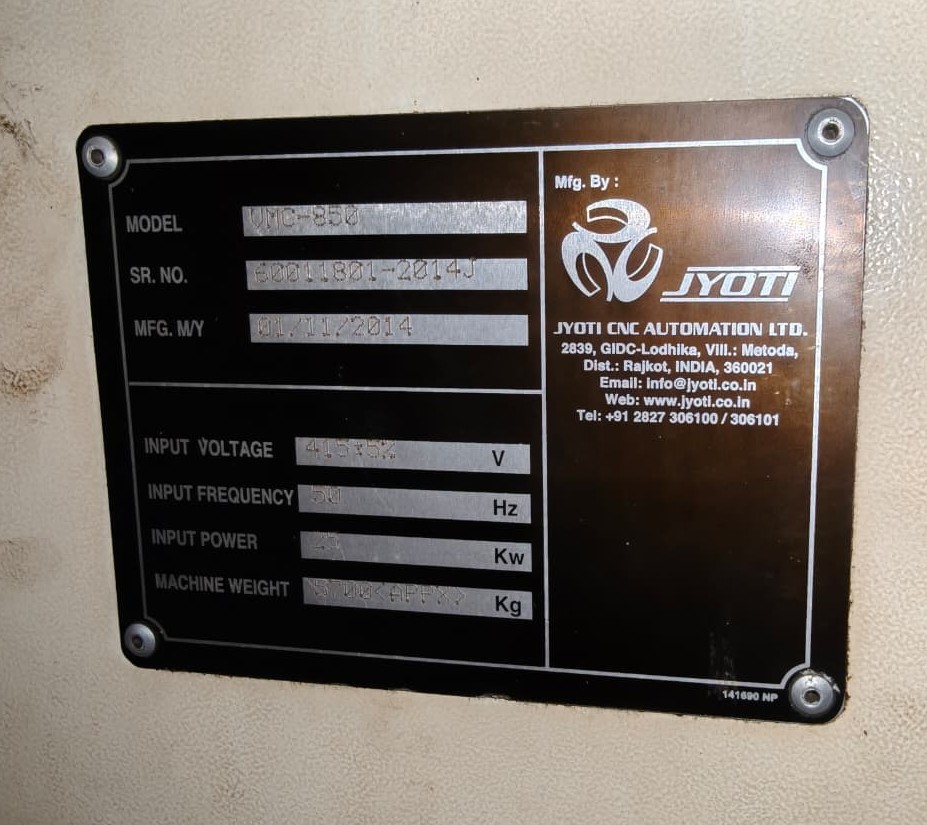 MODEL VMC-850
SR. NO. 60011801-2014J
MFG. M/Y 01/11/2014
INPUT VOLTAGE 415±5% V
INPUT FREQUENCY 50 Hz
INPUT POWER Kw
MACHINE WEIGHT 5700<APPX> Kg
Mfg. By :
JYOTI
JYOTI CNC AUTOMATION LTD.
2839, GIDC-Lodhika, Vill.: Metoda,
Dist.: Rajkot, INDIA, 360021
Email: info@jyoti.co.in
Web: www.jyoti.co.in
Tel: +91 2827 306100 / 306101
141690 NP